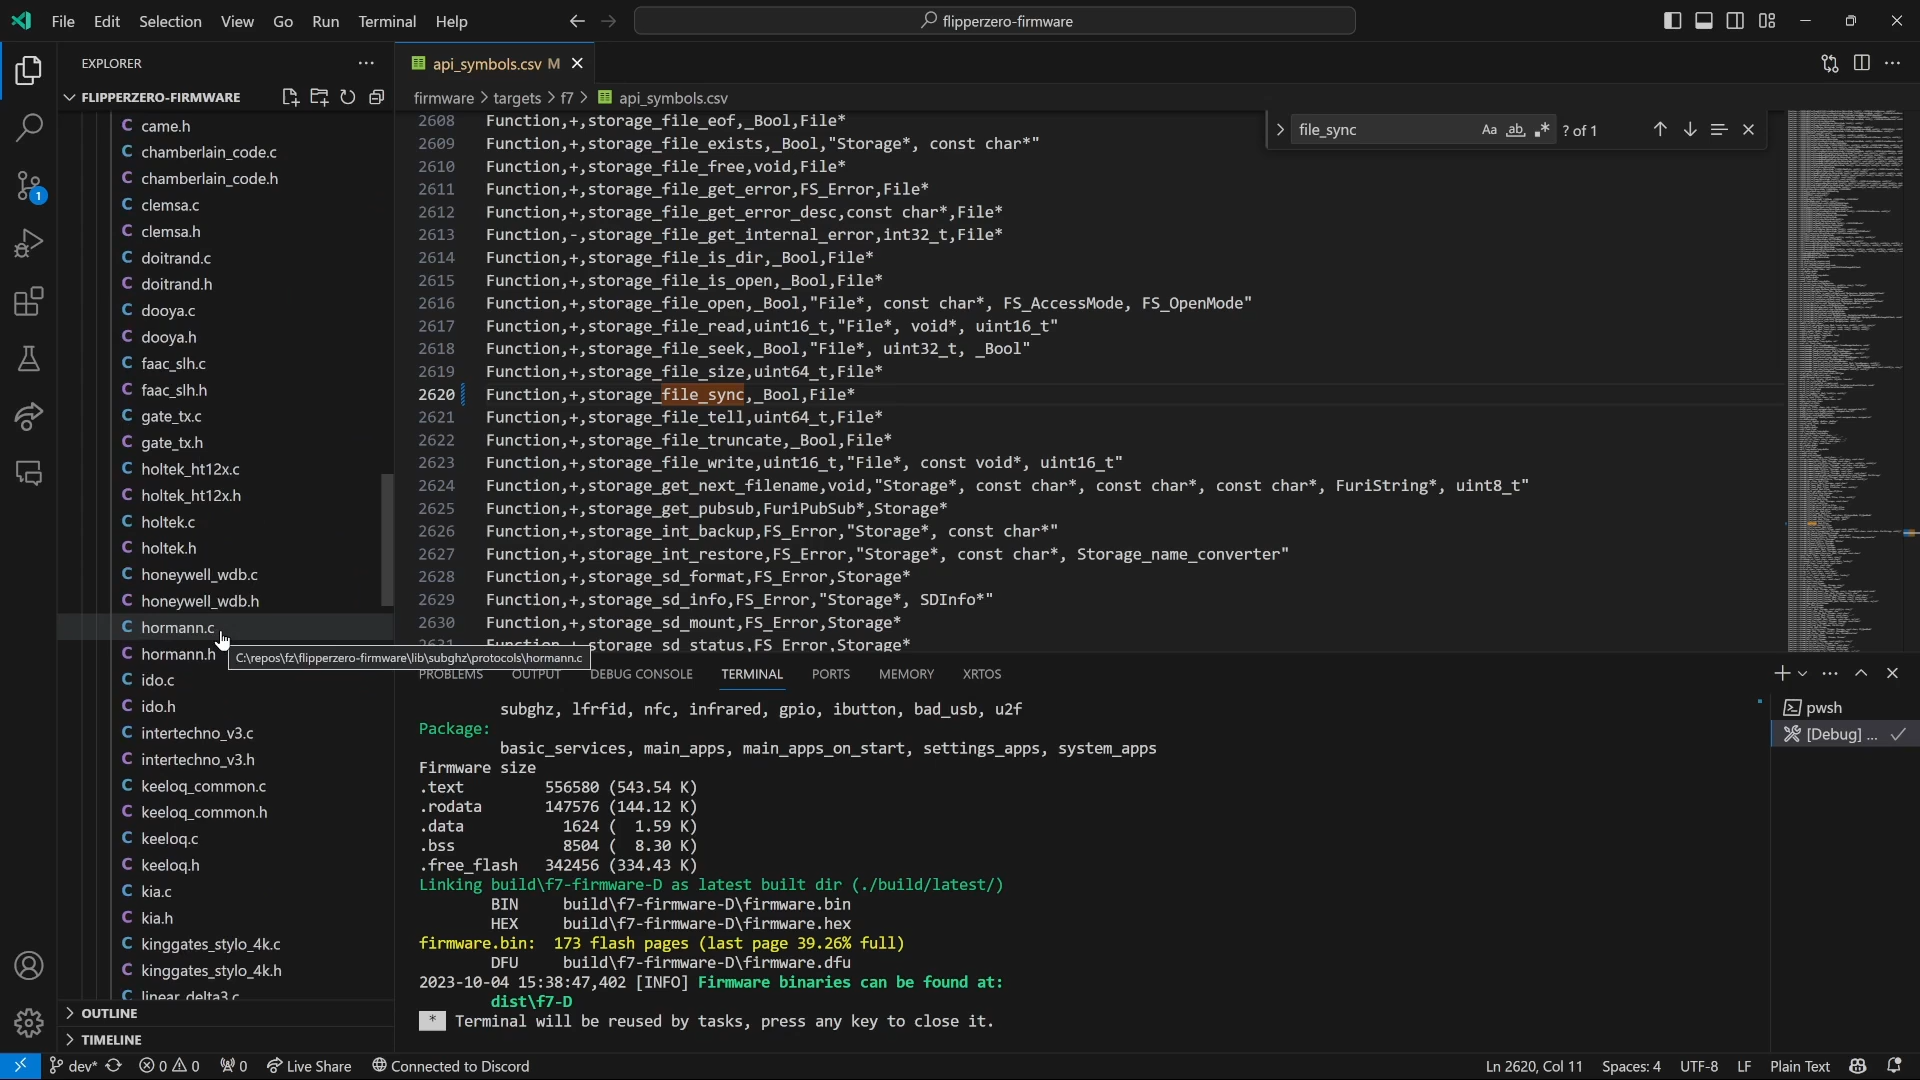 File Edit Selection View Go Run Terminal Help
flipperzero-firmware
EXPLORER
FLIPPERZERO-FIRMWARE
C came.h
C chamberlain_code.c
C chamberlain_code.h
C clemsa.c
C clemsa.h
C doitrand.c
C doitrand.h
C dooya.c
C dooya.h
C faac_slh.c
C faac_slh.h
C gate_tx.c
C gate_tx.h
C holtek_ht12x.c
C holtek_ht12x.h
C holtek.c
C holtek.h
C honeywell_wdb.c
C honeywell_wdb.h
C hormann.c
C hormann.h
C:\repos\fz\flipperzero-firmware\lib\subghz\protocols\hormann.c
C ido.c
C ido.h
C intertechno_v3.c
C intertechno_v3.h
C keeloq_common.c
C keeloq_common.h
C keeloq.c
C keeloq.h
C kia.c
C kia.h
C kinggates_stylo_4k.c
C kinggates_stylo_4k.h
C linear_delta3.c
OUTLINE
TIMELINE
1
api_symbols.csv M
firmware > targets > f7 > api_symbols.csv
file_sync Aa ab .* ? of 1
2608 Function,+,storage_file_eof,_Bool,File*
2609 Function,+,storage_file_exists,_Bool,"Storage*, const char*"
2610 Function,+,storage_file_free,void,File*
2611 Function,+,storage_file_get_error,FS_Error,File*
2612 Function,+,storage_file_get_error_desc,const char*,File*
2613 Function,-,storage_file_get_internal_error,int32_t,File*
2614 Function,+,storage_file_is_dir,_Bool,File*
2615 Function,+,storage_file_is_open,_Bool,File*
2616 Function,+,storage_file_open,_Bool,"File*, const char*, FS_AccessMode, FS_OpenMode"
2617 Function,+,storage_file_read,uint16_t,"File*, void*, uint16_t"
2618 Function,+,storage_file_seek,_Bool,"File*, uint32_t, _Bool"
2619 Function,+,storage_file_size,uint64_t,File*
2620 Function,+,storage_file_sync,_Bool,File*
2621 Function,+,storage_file_tell,uint64_t,File*
2622 Function,+,storage_file_truncate,_Bool,File*
2623 Function,+,storage_file_write,uint16_t,"File*, const void*, uint16_t"
2624 Function,+,storage_get_next_filename,void,"Storage*, const char*, const char*, const char*, FuriString*, uint8_t"
2625 Function,+,storage_get_pubsub,FuriPubSub*,Storage*
2626 Function,+,storage_int_backup,FS_Error,"Storage*, const char*"
2627 Function,+,storage_int_restore,FS_Error,"Storage*, const char*, Storage_name_converter"
2628 Function,+,storage_sd_format,FS_Error,Storage*
2629 Function,+,storage_sd_info,FS_Error,"Storage*, SDInfo*"
2630 Function,+,storage_sd_mount,FS_Error,Storage*
2631 Function,+,storage_sd_status,FS_Error,Storage*
PROBLEMS OUTPUT DEBUG CONSOLE TERMINAL PORTS MEMORY XRTOS
pwsh
[Debug] ...
subghz, lfrfid, nfc, infrared, gpio, ibutton, bad_usb, u2f
Package:
basic_services, main_apps, main_apps_on_start, settings_apps, system_apps
Firmware size
.text 556580 (543.54 K)
.rodata 147576 (144.12 K)
.data 1624 ( 1.59 K)
.bss 8504 ( 8.30 K)
.free_flash 342456 (334.43 K)
Linking build\f7-firmware-D as latest built dir (./build/latest/)
BIN build\f7-firmware-D\firmware.bin
HEX build\f7-firmware-D\firmware.hex
firmware.bin: 173 flash pages (last page 39.26% full)
DFU build\f7-firmware-D\firmware.dfu
2023-10-04 15:38:47,402 [INFO] Firmware binaries can be found at:
dist\f7-D
* Terminal will be reused by tasks, press any key to close it.
dev* 0 0 0 Live Share Connected to Discord
Ln 2620, Col 11 Spaces: 4 UTF-8 LF Plain Text